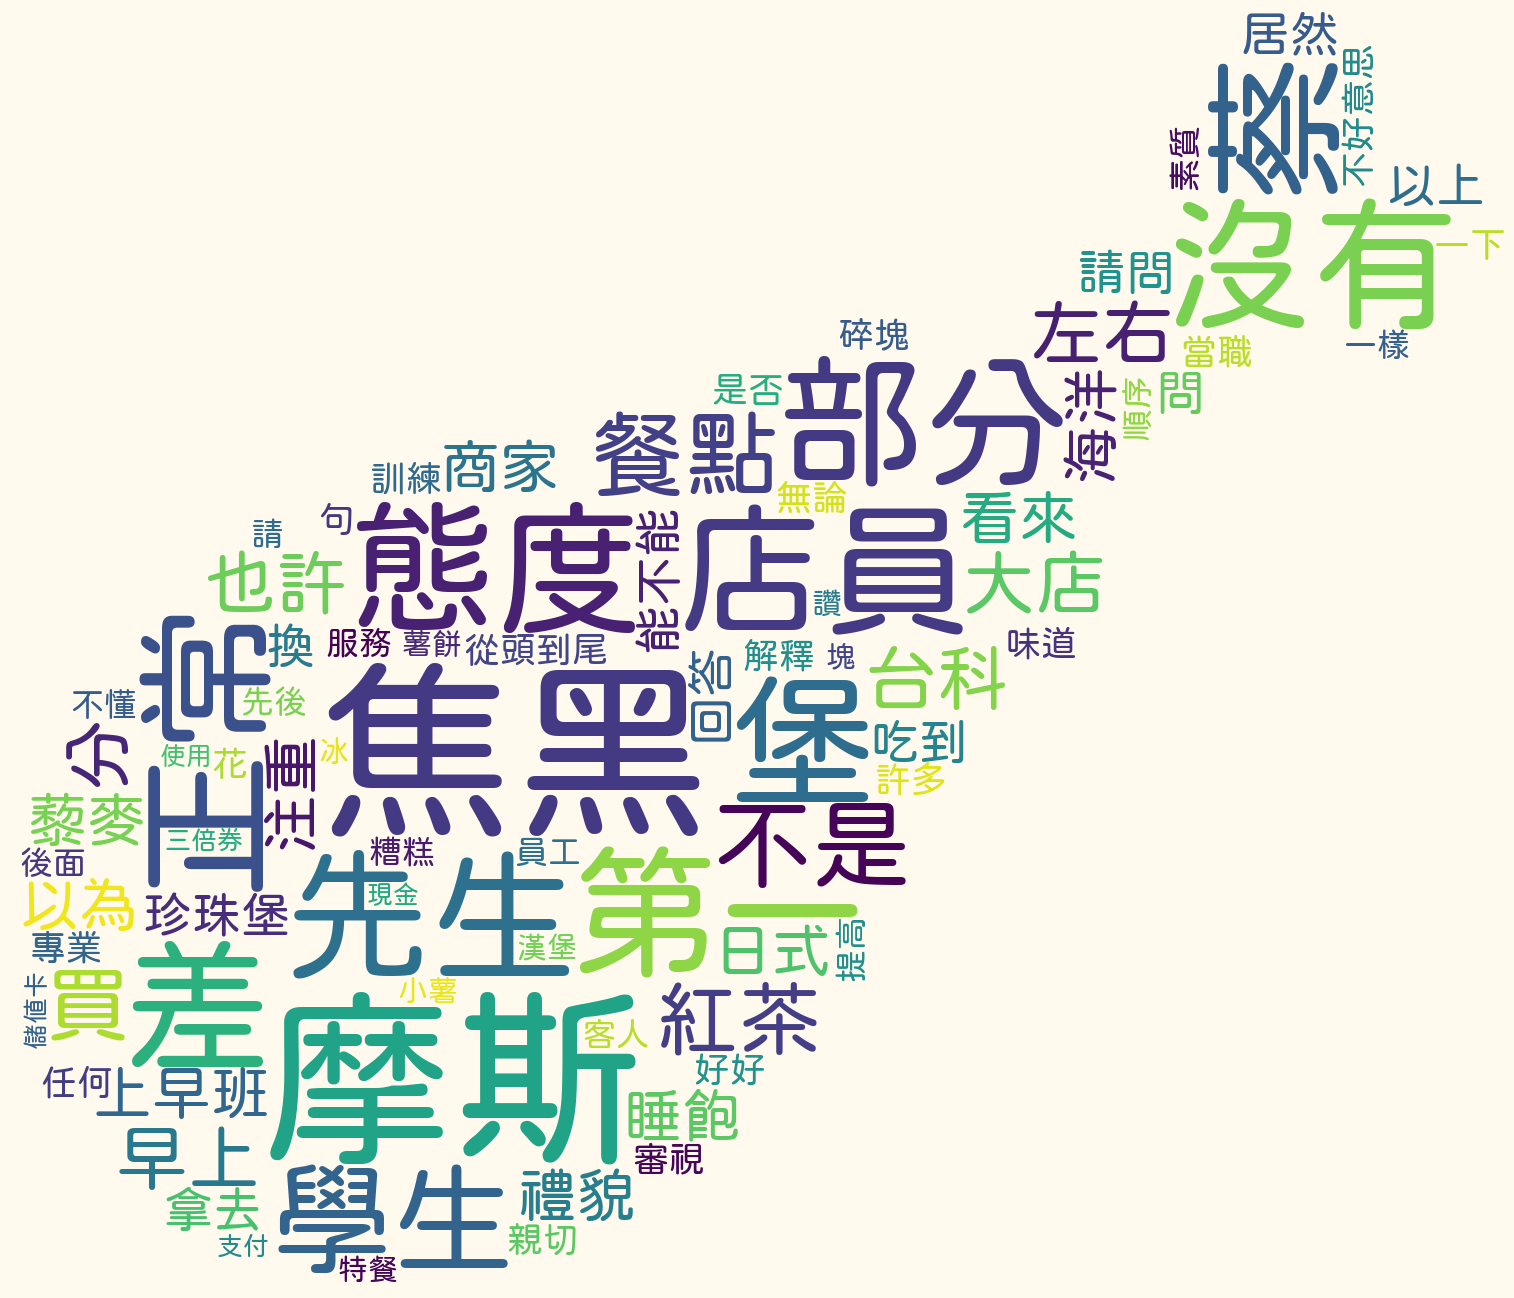 居然
蔡
不好意思
素質
以上
沒有
一下
請問
左右
當職
一樣
碎塊
是否
部分
海洋
順序
問
餐點
商家
訓練
無論
看來
句
請
態度
能不能
店員
讚
大店
也許
服務
薯餅
從頭到尾
解釋
塊
味道
常
換
不懂
先後
焦黑
回答
堡
台科
吃到
許多
分
使用
花
冰
注重
正
三倍券
藜麥
後面
以為
專業
珍珠堡
糟糕
員工
不是
先生
現金
漢堡
第一
日式
提高
儲值卡
買
差
小薯
摩斯
客人
紅茶
好好
任何
上早班
睡飽
審視
早上
拿去
支付
學生
特餐
禮貌
親切